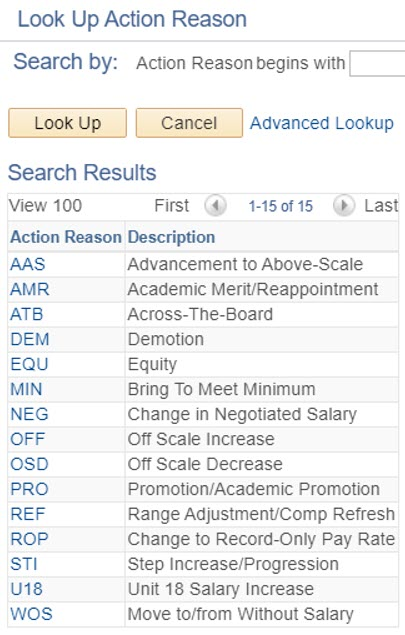 Look Up Action Reason
Search by: Action Reason begins with
Look Up Cancel Advanced Lookup
Search Results
View 100 First 1-15 of 15 Last
Action Reason Description
AAS Advancement to Above-Scale
AMR Academic Merit/Reappointment
ATB Across-The-Board
DEM Demotion
EQU Equity
MIN Bring To Meet Minimum
NEG Change in Negotiated Salary
OFF Off Scale Increase
OSD Off Scale Decrease
PRO Promotion/Academic Promotion
REF Range Adjustment/Comp Refresh
ROP Change to Record-Only Pay Rate
STI Step Increase/Progression
U18 Unit 18 Salary Increase
WOS Move to/from Without Salary